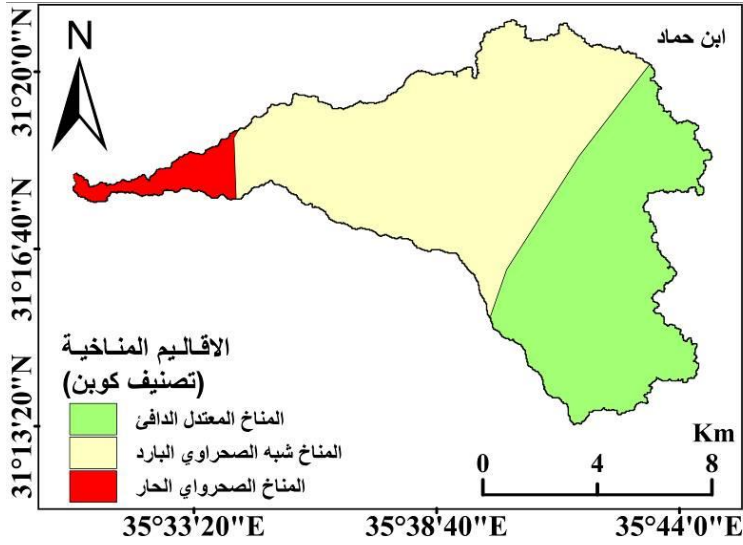 ابن حماد
N
31°20'0"N
31°16'40"N
31°13'20"N
الاقاليم المناخية
(تصنيف كوبن)
المناخ المعتدل الدافئ
المناخ شبه الصحراوي البارد
المناخ الصحرواي الحار
Km
0 4 8
35°33'20"E 35°38'40"E 35°44'0"E